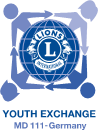 LIONS
L
INTERNATIONAL
YOUTH EXCHANGE
MD 111-Germany